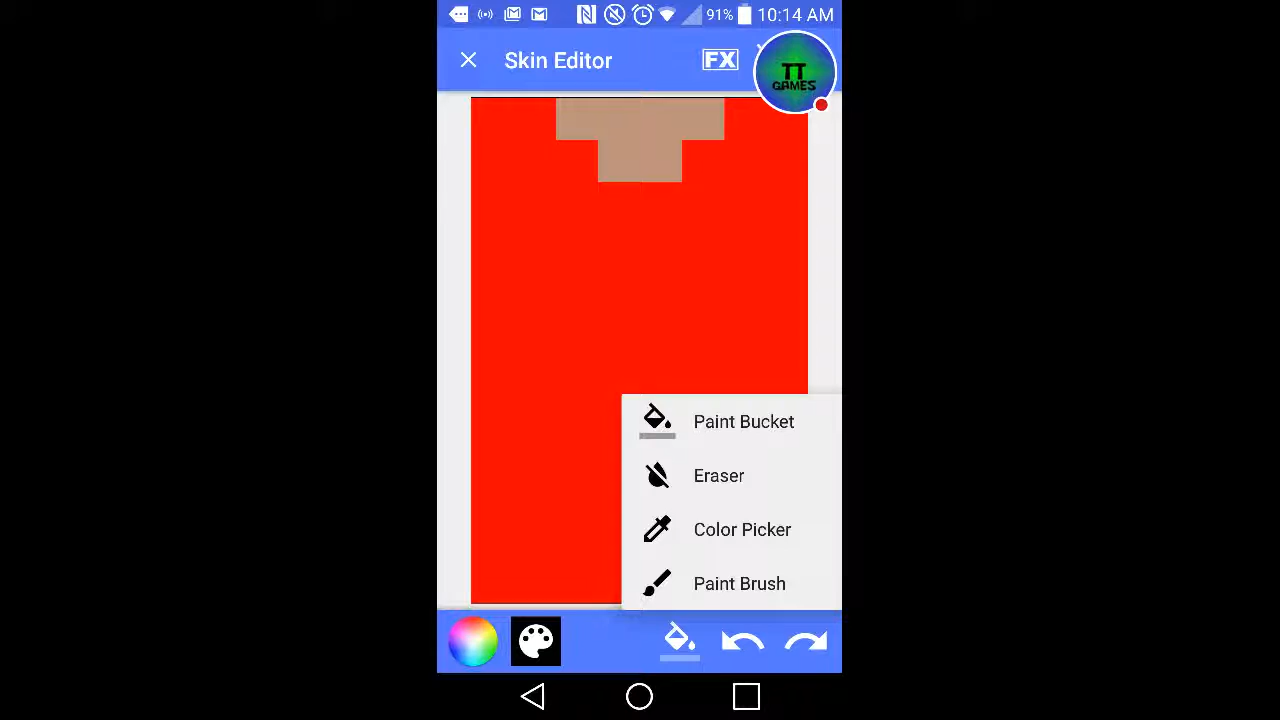 91% 10:14 AM
Skin Editor
FX
TT
GAMES
Paint Bucket
Eraser
Color Picker
Paint Brush